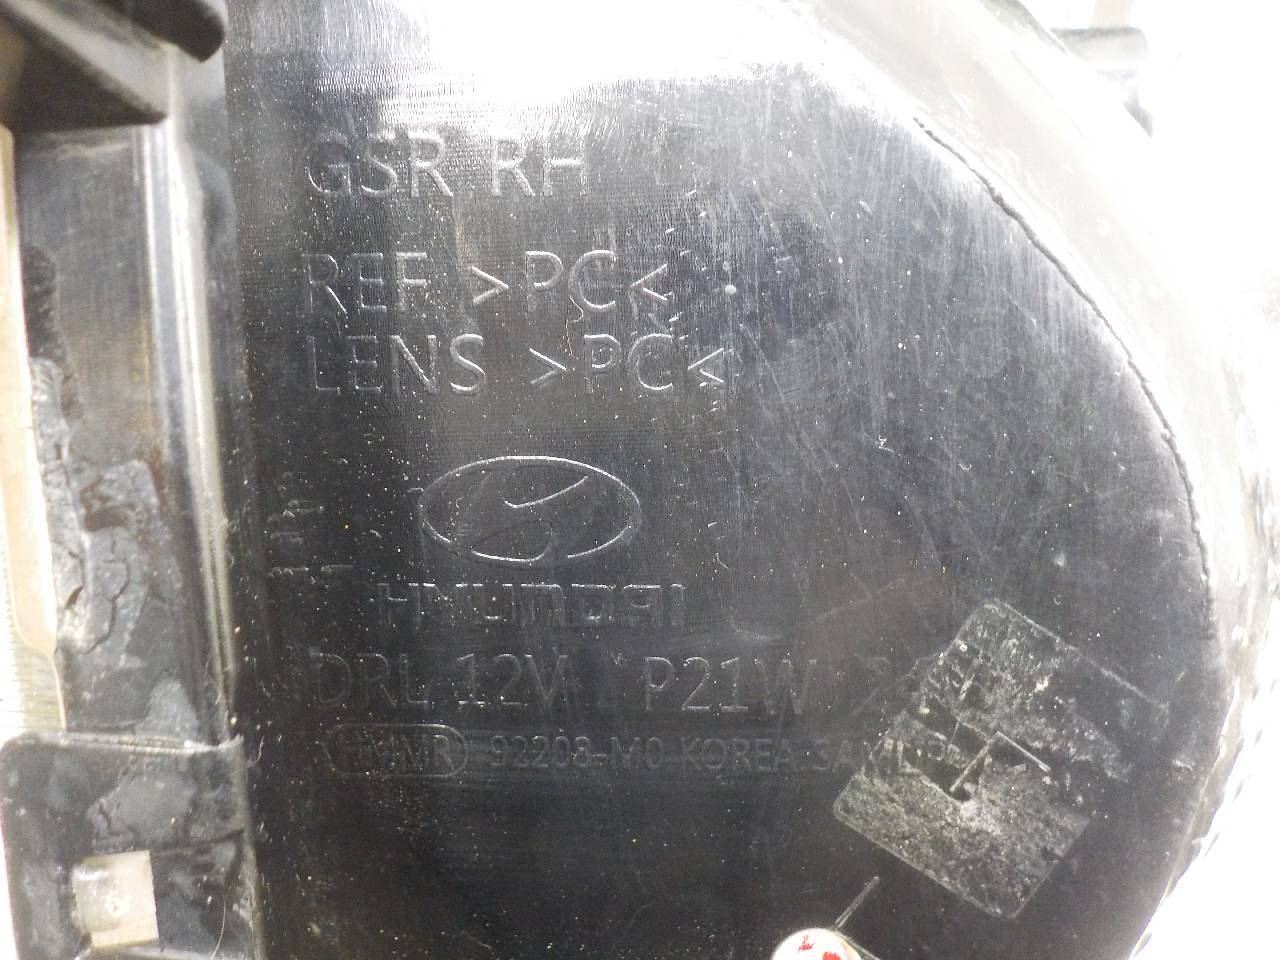 GSR RH
REF >PC<
LENS >PC<
HYUNDAI
DRL 12V P21W
HMMR 92208-M0 KOREA